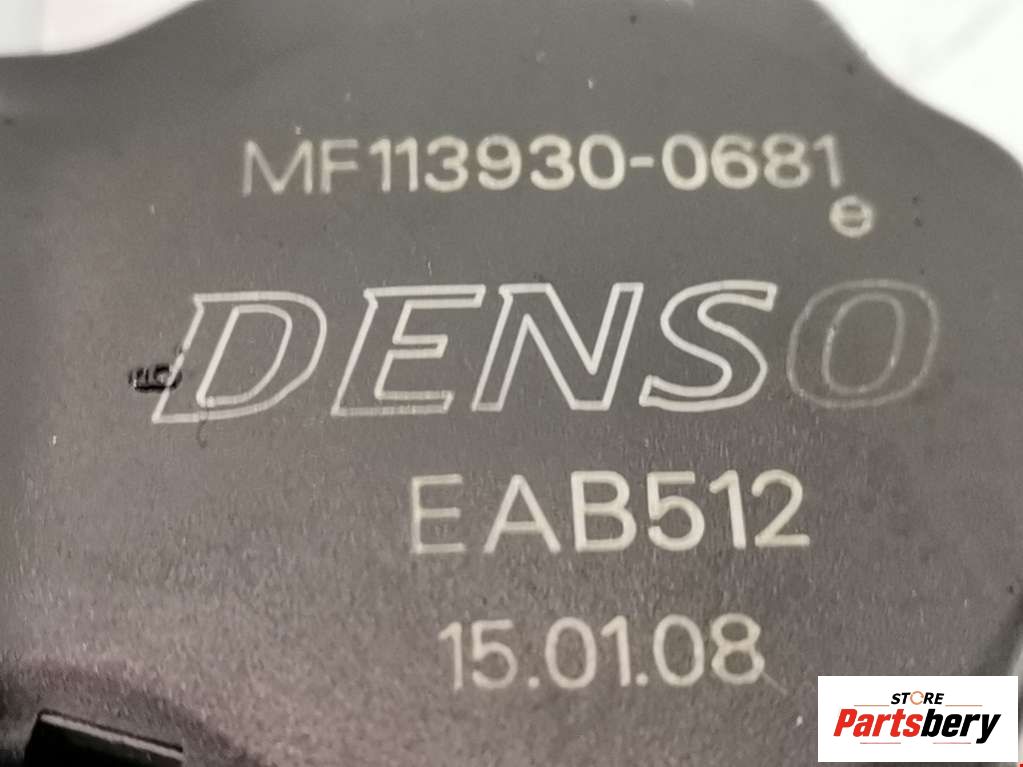 MF113930-0681
DENSO
EAB512
15.01.08
STORE
Partsbery